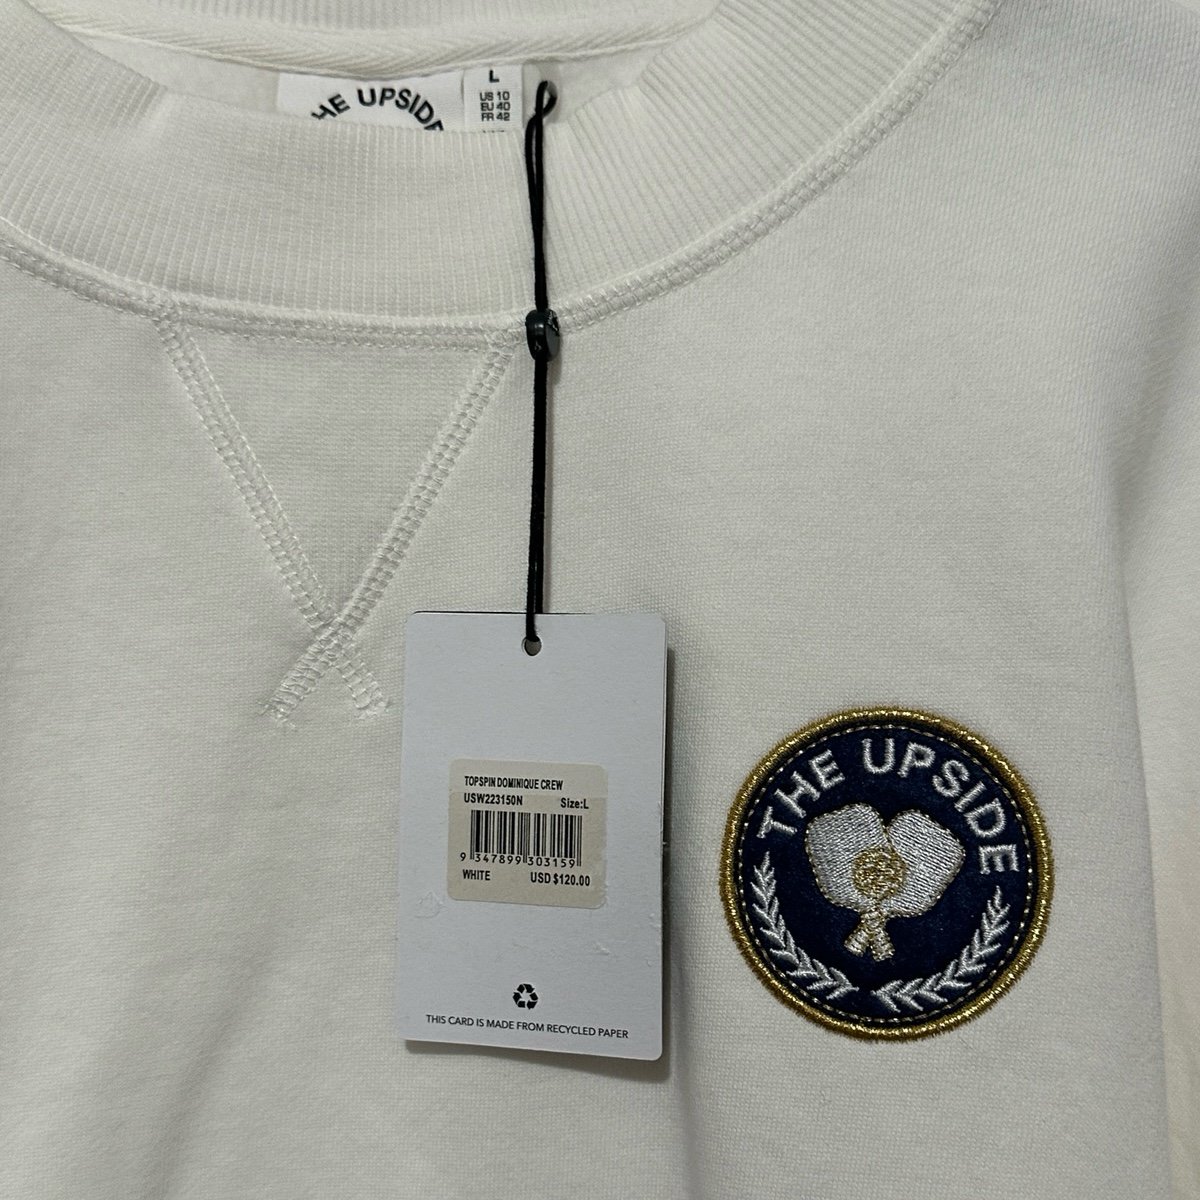 THE UPSIDE
L
US 10
EU 40
FR 42
TOPSPIN DOMINIQUE CREW
USW223150N Size:L
9 347899 303159
WHITE USD $120.00
THIS CARD IS MADE FROM RECYCLED PAPER
THE UPSIDE